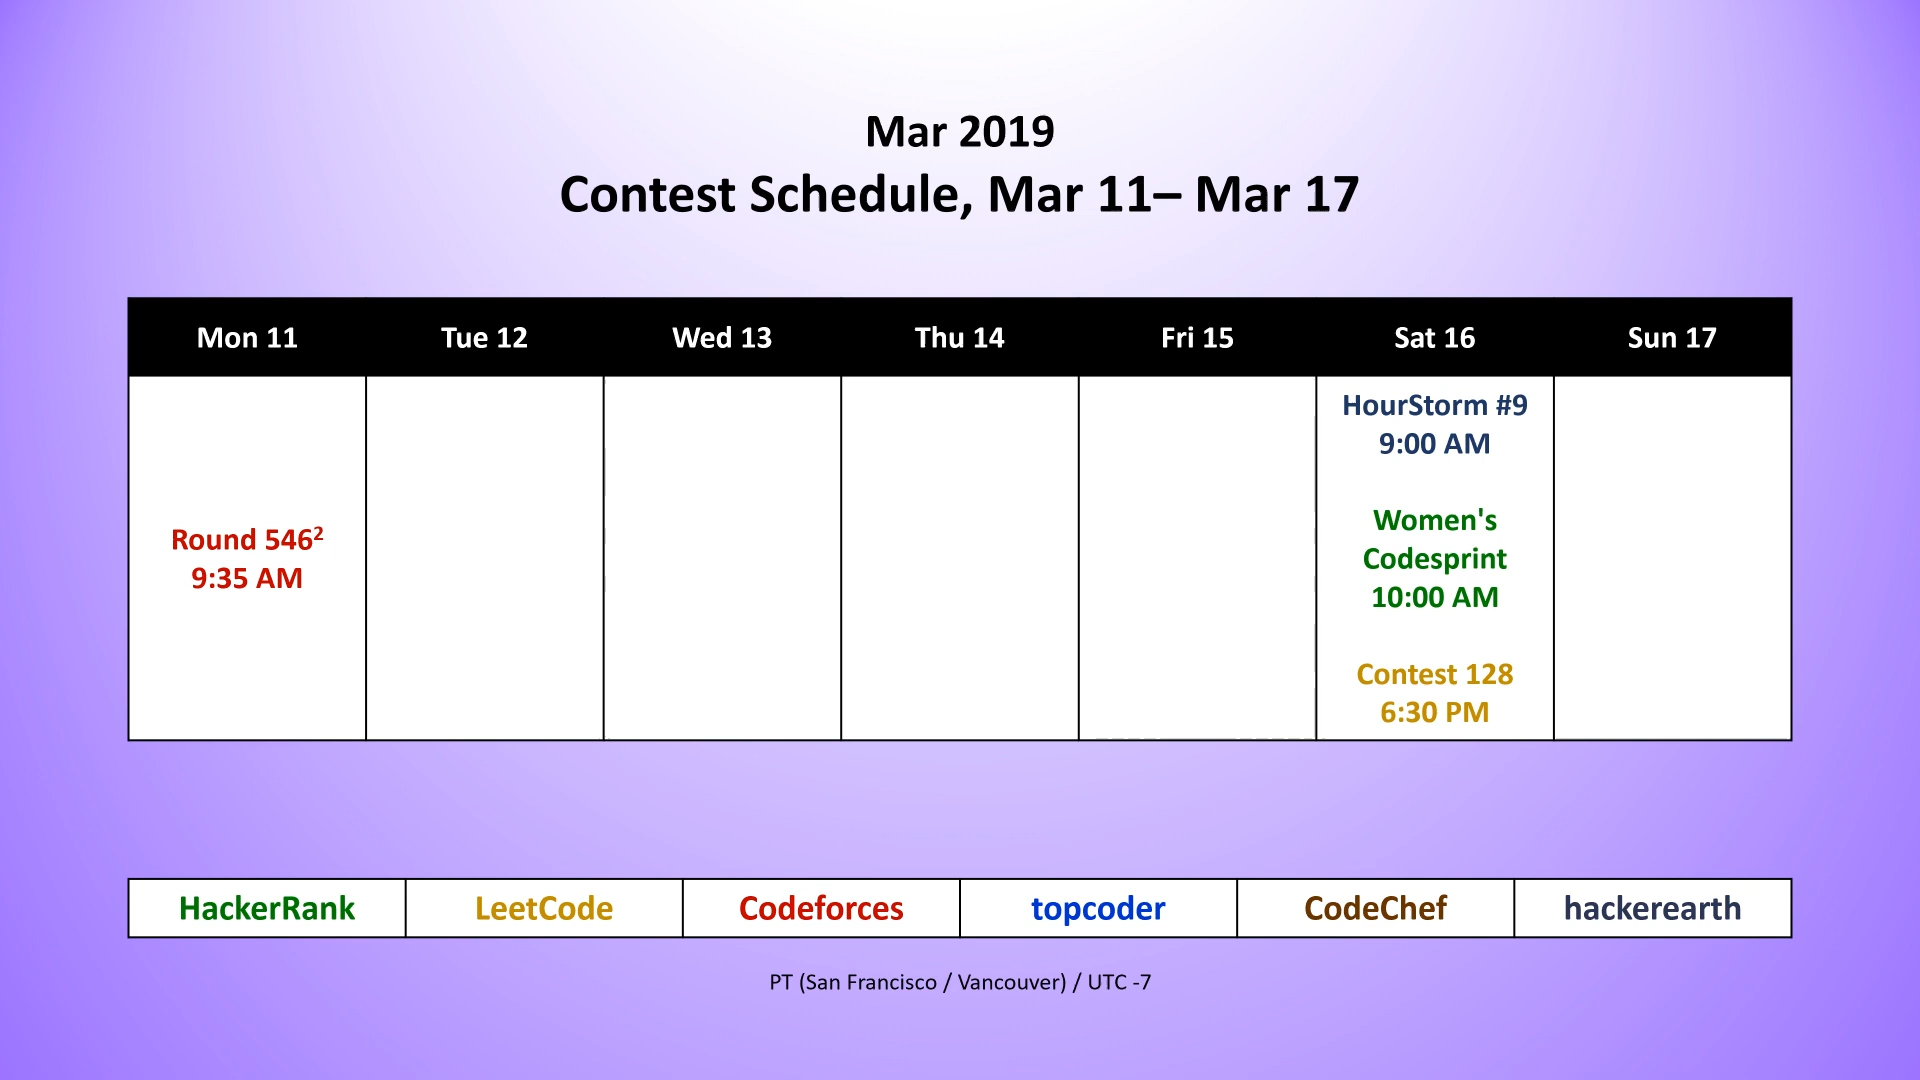 Mar 2019
Contest Schedule, Mar 11– Mar 17
Mon 11 Tue 12 Wed 13 Thu 14 Fri 15 Sat 16 Sun 17
Round 546²
9:35 AM
HourStorm #9
9:00 AM
Women's
Codesprint
10:00 AM
Contest 128
6:30 PM
HackerRank LeetCode Codeforces topcoder CodeChef hackerearth
PT (San Francisco / Vancouver) / UTC -7